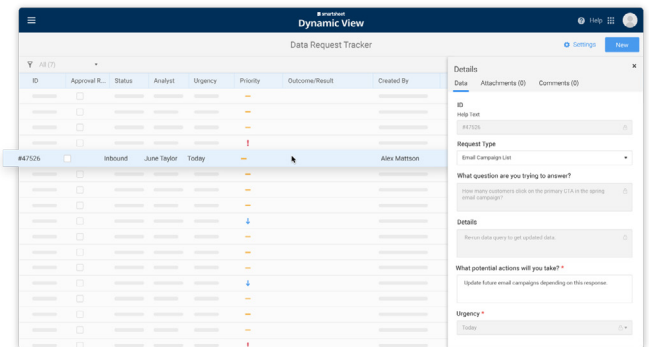 smartsheet
Dynamic View
Help
Data Request Tracker
Settings
New
All (7)
ID Approval R... Status Analyst Urgency Priority Outcome/Result Created By
#47526 Inbound June Taylor Today Alex Mattson
Details
Data Attachments (0) Comments (0)
ID
Help Text
#47526
Request Type
Email Campaign List
What question are you trying to answer?
How many customers click on the primary CTA in the spring
email campaign?
Details
Re-run data query to get updated data.
What potential actions will you take? *
Update future email campaigns depending on this response.
Urgency *
Today